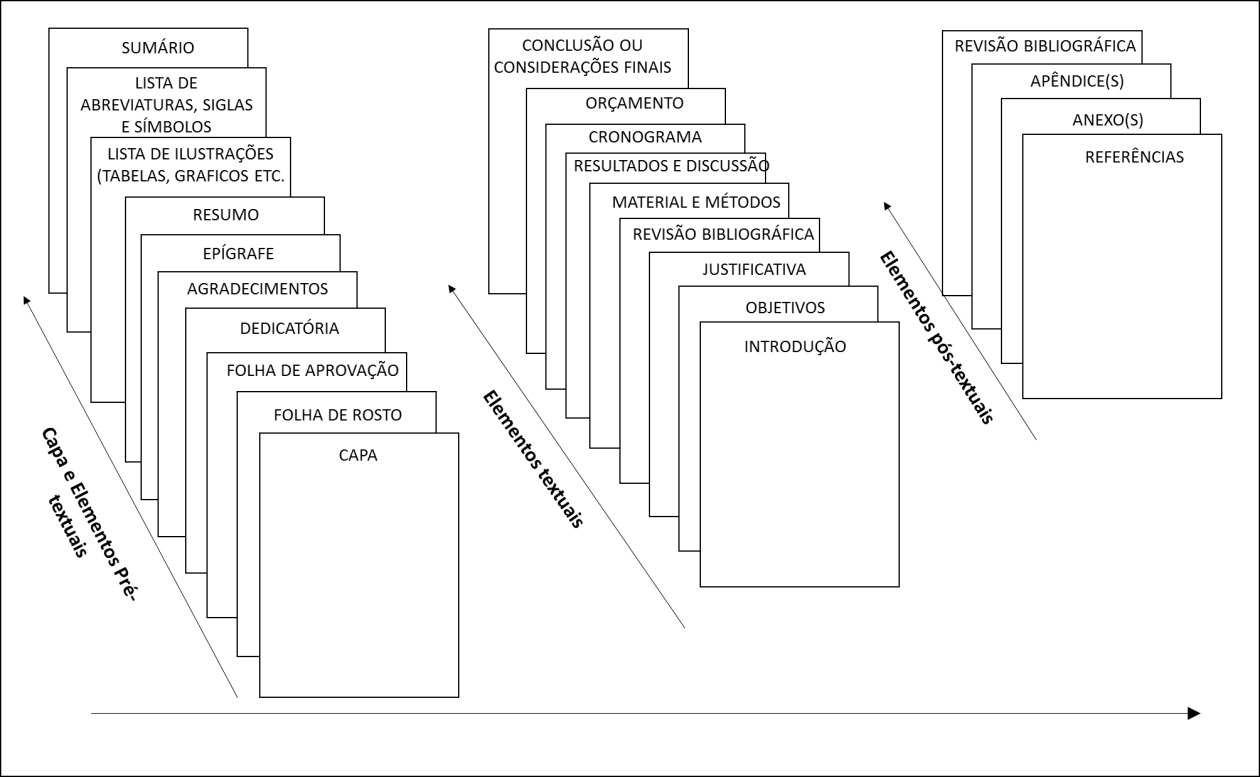 SUMÁRIO
LISTA DE
ABREVIATURAS, SIGLAS
E SÍMBOLOS
LISTA DE ILUSTRAÇÕES
(TABELAS, GRAFICOS ETC.
RESUMO
EPÍGRAFE
AGRADECIMENTOS
DEDICATÓRIA
FOLHA DE APROVAÇÃO
FOLHA DE ROSTO
CAPA
Capa e Elementos Pré-
textuais
CONCLUSÃO OU
CONSIDERAÇÕES FINAIS
ORÇAMENTO
CRONOGRAMA
RESULTADOS E DISCUSSÃO
MATERIAL E MÉTODOS
REVISÃO BIBLIOGRÁFICA
JUSTIFICATIVA
OBJETIVOS
INTRODUÇÃO
Elementos textuais
REVISÃO BIBLIOGRÁFICA
APÊNDICE(S)
ANEXO(S)
REFERÊNCIAS
Elementos pós-textuais